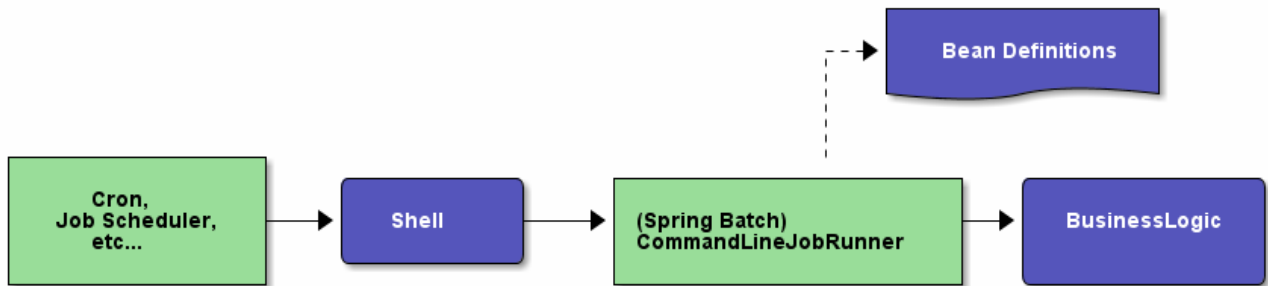 Bean Definitions
Cron,
Job Scheduler,
etc...
Shell
(Spring Batch)
CommandLineJobRunner
BusinessLogic